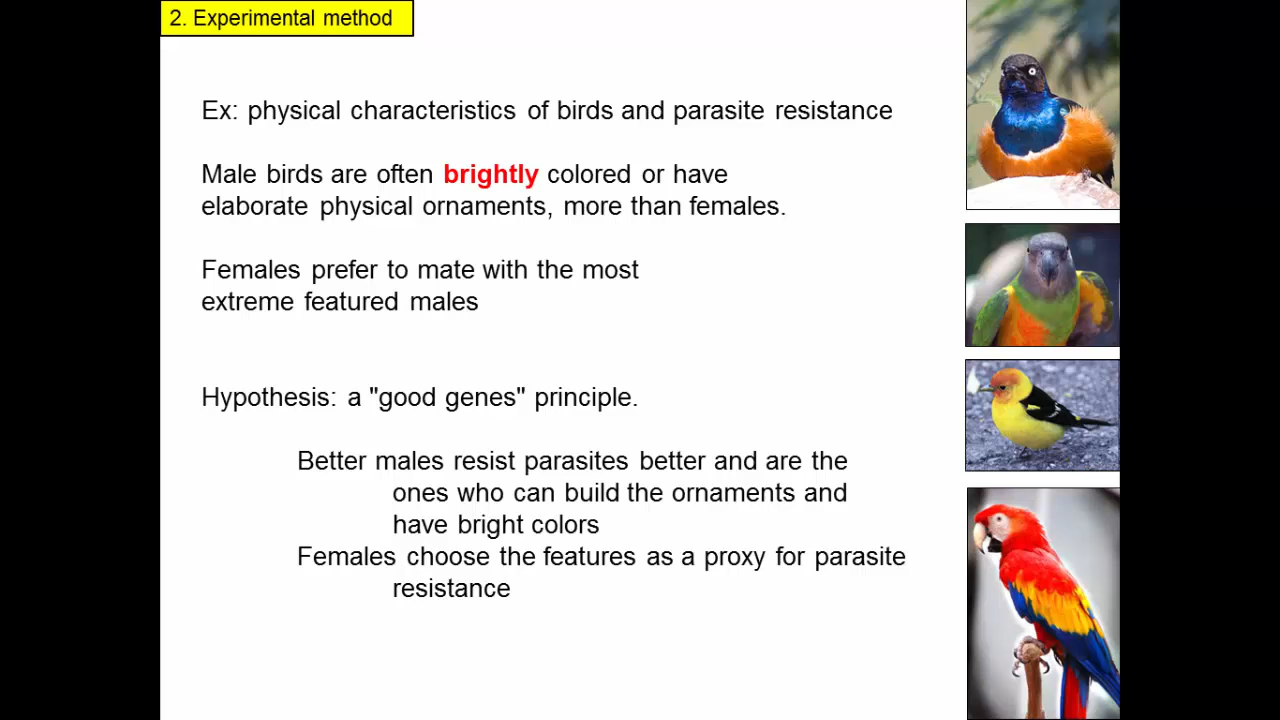 2. Experimental method
Ex: physical characteristics of birds and parasite resistance
Male birds are often brightly colored or have
elaborate physical ornaments, more than females.
Females prefer to mate with the most
extreme featured males
Hypothesis: a "good genes" principle.
Better males resist parasites better and are the
ones who can build the ornaments and
have bright colors
Females choose the features as a proxy for parasite
resistance